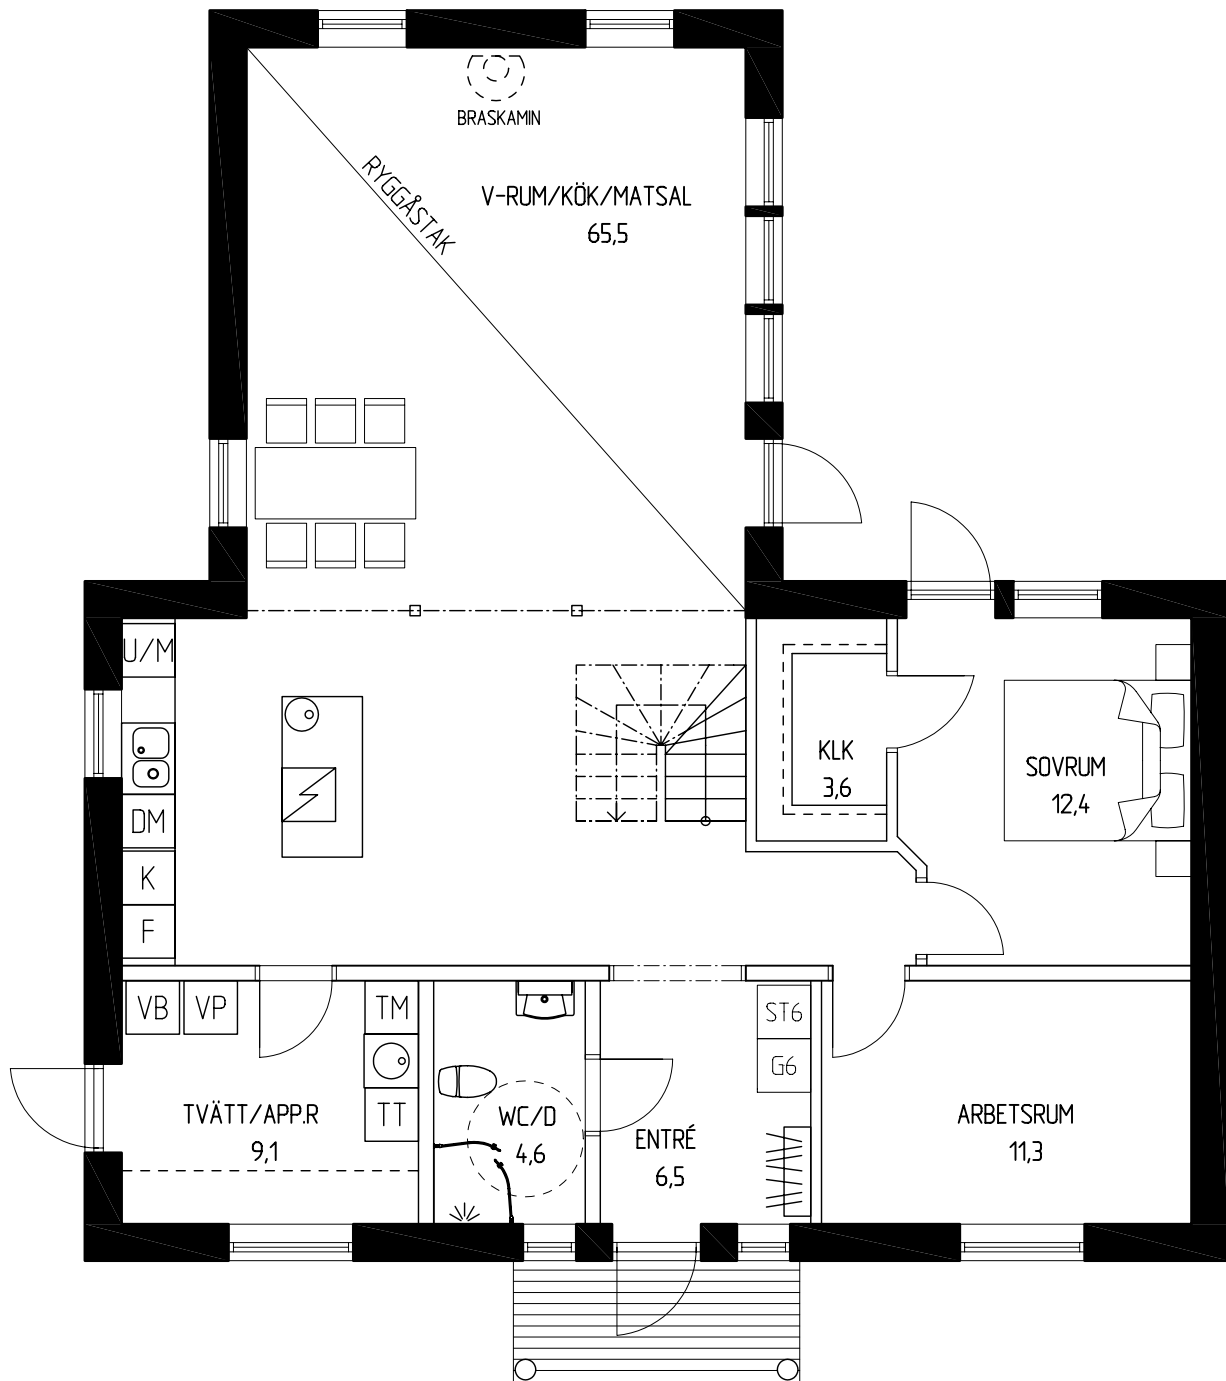 BRASKAMIN
RYGGÅSTAK
V-RUM/KÖK/MATSAL
65,5
U/M
DM
K
F
KLK
3,6
SOVRUM
12,4
VB
VP
TM
TT
TVÄTT/APP.R
9,1
WC/D
4,6
ENTRÉ
6,5
ST6
G6
ARBETSRUM
11,3